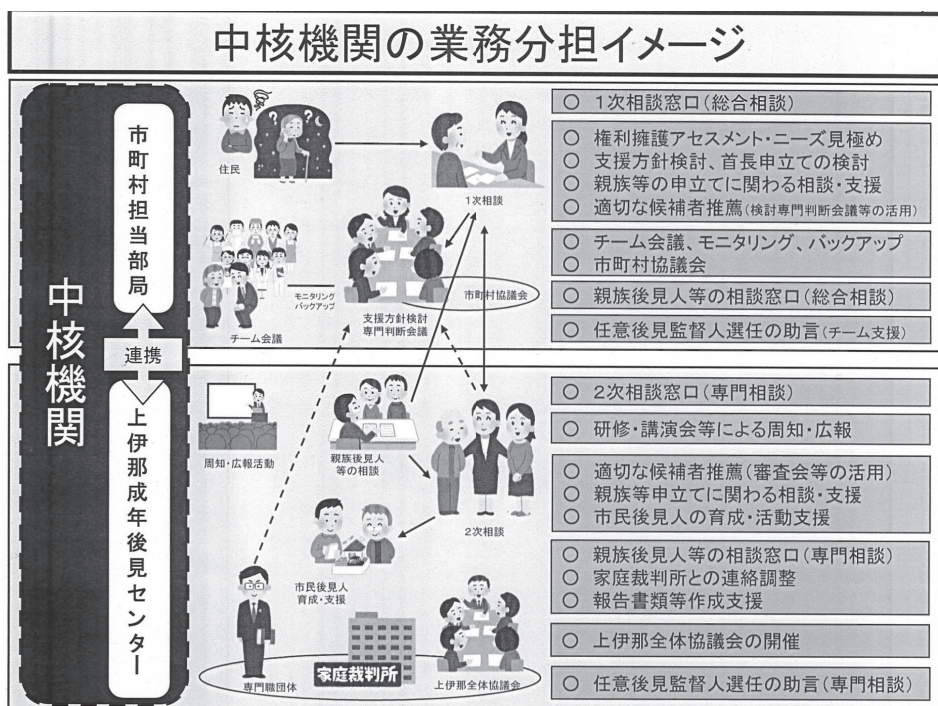 中核機関の業務分担イメージ
中核機関
市町村担当部局
連携
上伊那成年後見センター
住民
1次相談
チーム会議
モニタリング
バックアップ
支援方針検討
専門判断会議
市町村協議会
○ 1次相談窓口(総合相談)
○ 権利擁護アセスメント・ニーズ見極め
○ 支援方針検討、首長申立ての検討
○ 親族等の申立てに関わる相談・支援
○ 適切な候補者推薦(検討専門判断会議等の活用)
○ チーム会議、モニタリング、バックアップ
○ 市町村協議会
○ 親族後見人等の相談窓口(総合相談)
○ 任意後見監督人選任の助言(チーム支援)
周知・広報活動
親族後見人
等の相談
2次相談
市民後見人
育成・支援
専門職団体
家庭裁判所
上伊那全体協議会
○ 2次相談窓口(専門相談)
○ 研修・講演会等による周知・広報
○ 適切な候補者推薦(審査会等の活用)
○ 親族等申立てに関わる相談・支援
○ 市民後見人の育成・活動支援
○ 親族後見人等の相談窓口(専門相談)
○ 家庭裁判所との連絡調整
○ 報告書類等作成支援
○ 上伊那全体協議会の開催
○ 任意後見監督人選任の助言(専門相談)